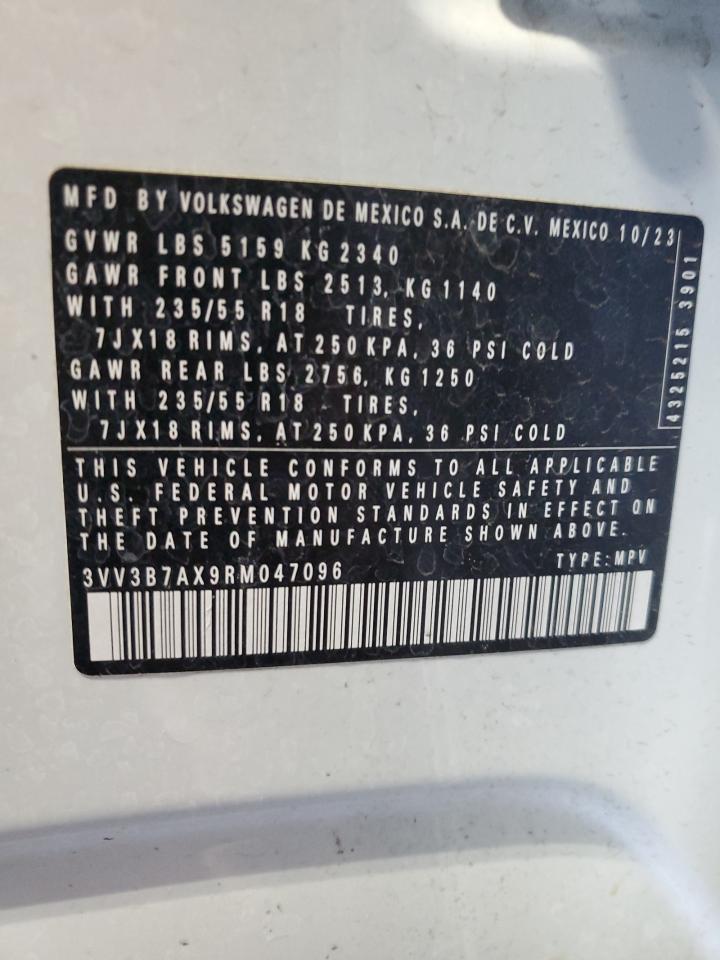 MFD BY VOLKSWAGEN DE MEXICO S.A. DE C.V. MEXICO 10/23
GVWR LBS 5159 KG 2340
GAWR FRONT LBS 2513, KG 1140
WITH 235/55 R18 TIRES,
7JX18 RIMS, AT 250 KPA, 36 PSI COLD
GAWR REAR LBS 2756, KG 1250
WITH 235/55 R18 - TIRES,
7JX18 RIMS, AT 250 KPA, 36 PSI COLD
4325215 3901
THIS VEHICLE CONFORMS TO ALL APPLICABLE
U.S. FEDERAL MOTOR VEHICLE SAFETY AND
THEFT PREVENTION STANDARDS IN EFFECT ON
THE DATE OF MANUFACTURE SHOWN ABOVE.
3VV3B7AX9RM047096 TYPE: MPV